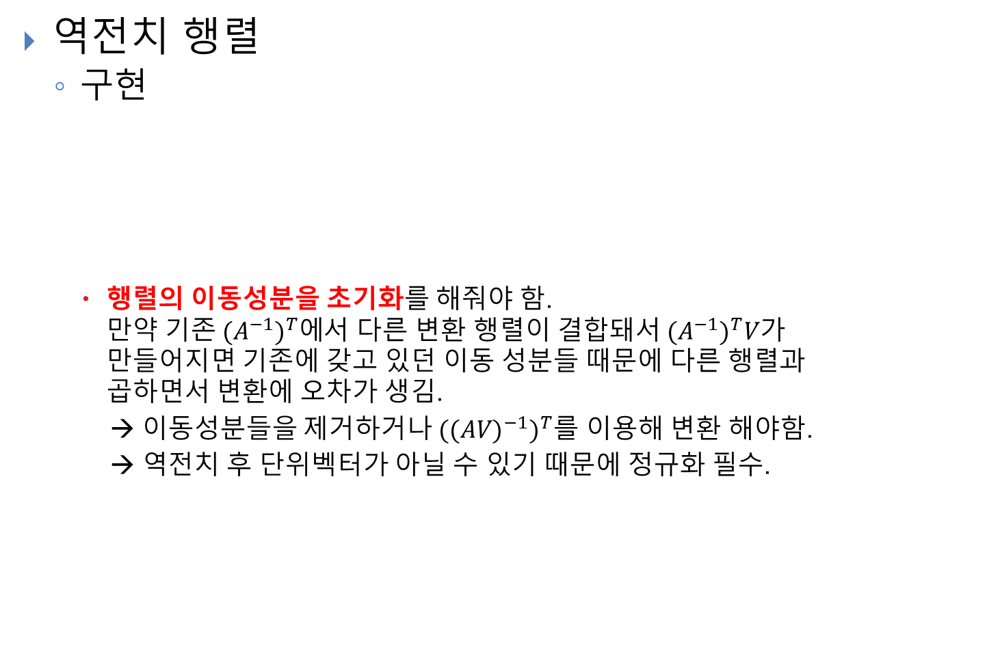 역전치 행렬
구현
행렬의 이동성분을 초기화를 해줘야 함.
만약 기존 $(A^{-1})^T$에서 다른 변환 행렬이 결합돼서 $(A^{-1})^T V$가
만들어지면 기존에 갖고 있던 이동 성분들 때문에 다른 행렬과
곱하면서 변환에 오차가 생김.
→ 이동성분들을 제거하거나 $((AV)^{-1})^T$를 이용해 변환 해야함.
→ 역전치 후 단위벡터가 아닐 수 있기 때문에 정규화 필수.